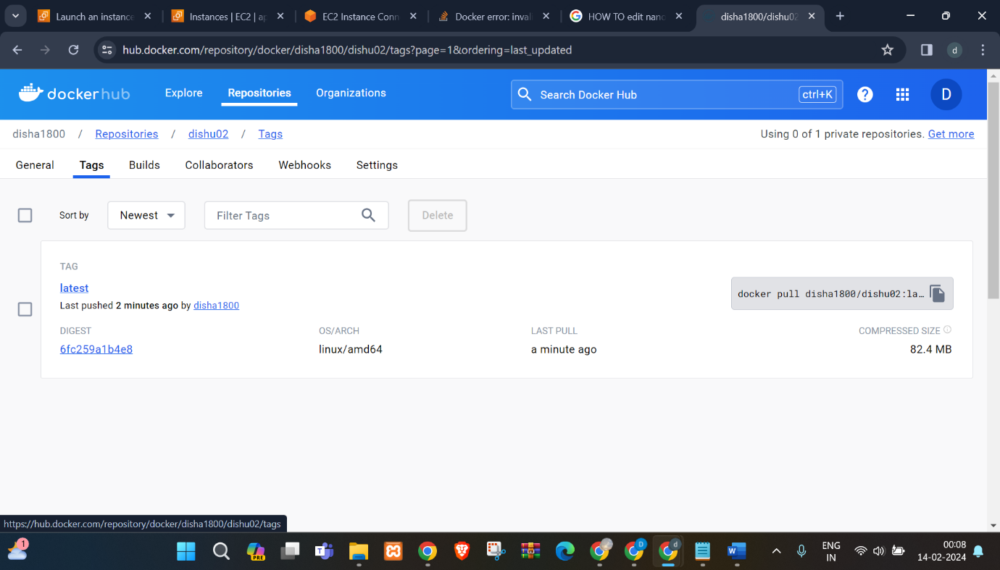 Launch an instance
Instances | EC2 | ap
EC2 Instance Conn
Docker error: invali
HOW TO edit nano
disha1800/dishu02
hub.docker.com/repository/docker/disha1800/dishu02/tags?page=1&ordering=last_updated
d
dockerhub
Explore
Repositories
Organizations
Search Docker Hub
ctrl+K
?
D
disha1800 / Repositories / dishu02 / Tags
Using 0 of 1 private repositories. Get more
General
Tags
Builds
Collaborators
Webhooks
Settings
Sort by
Newest
Filter Tags
Delete
TAG
latest
docker pull disha1800/dishu02:la…
Last pushed 2 minutes ago by disha1800
DIGEST
OS/ARCH
LAST PULL
COMPRESSED SIZE
6fc259a1b4e8
linux/amd64
a minute ago
82.4 MB
https://hub.docker.com/repository/docker/disha1800/dishu02/tags
1
PRE
T
D
d
W
ENG
IN
00:08
14-02-2024